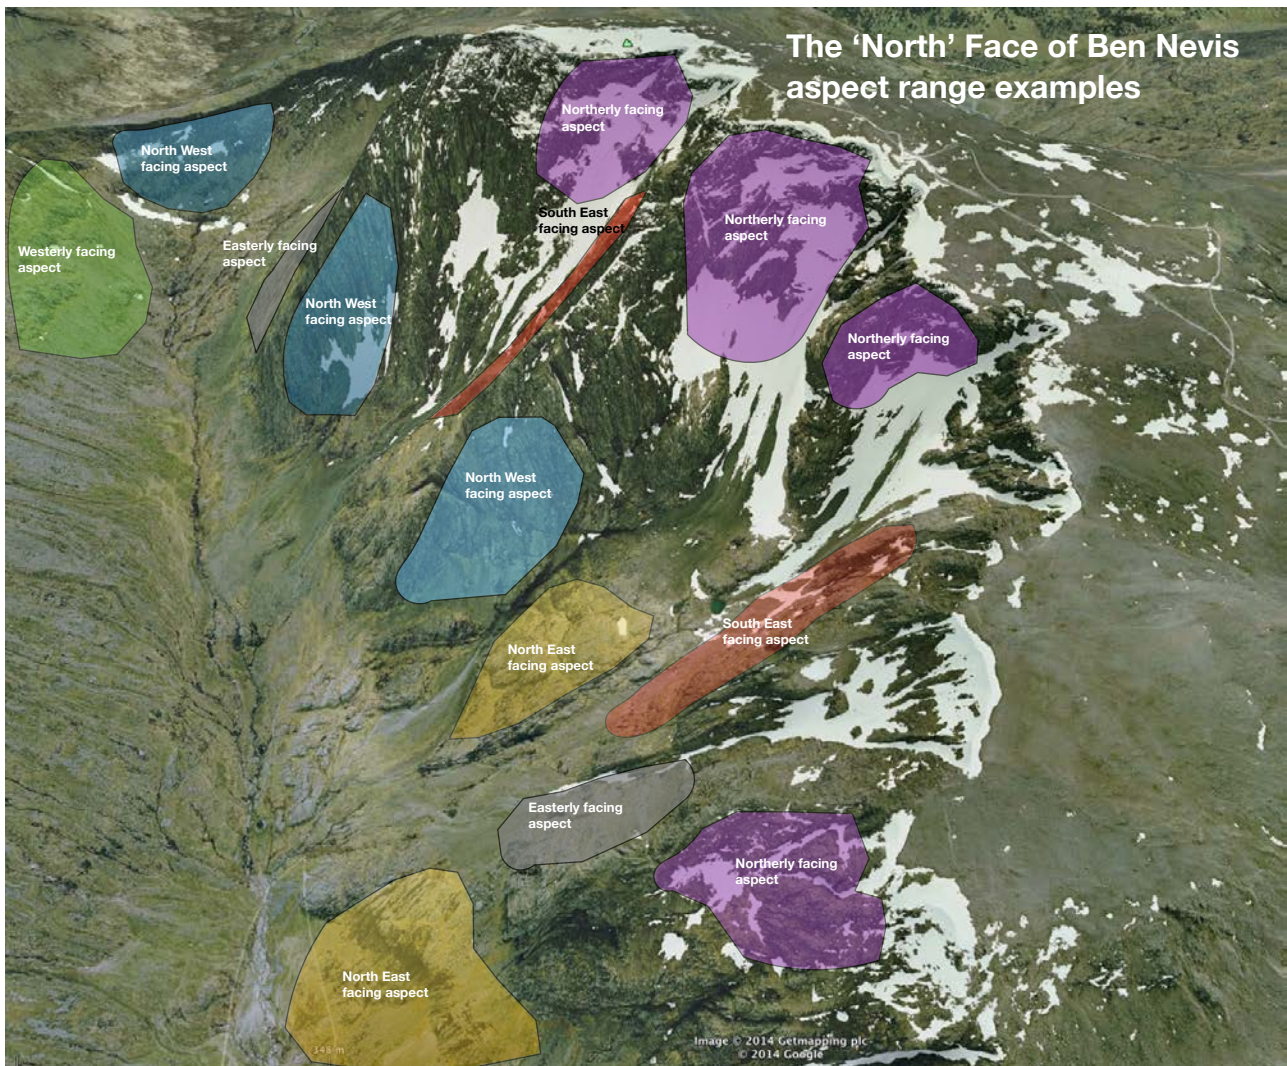 The ‘North’ Face of Ben Nevis
aspect range examples
Northerly facing
aspect
North West
facing aspect
South East
facing aspect
Northerly facing
aspect
Westerly facing
aspect
Easterly facing
aspect
North West
facing aspect
Northerly facing
aspect
North West
facing aspect
South East
facing aspect
North East
facing aspect
Easterly facing
aspect
Northerly facing
aspect
North East
facing aspect
348 m
Image © 2014 Getmapping plc
© 2014 Google